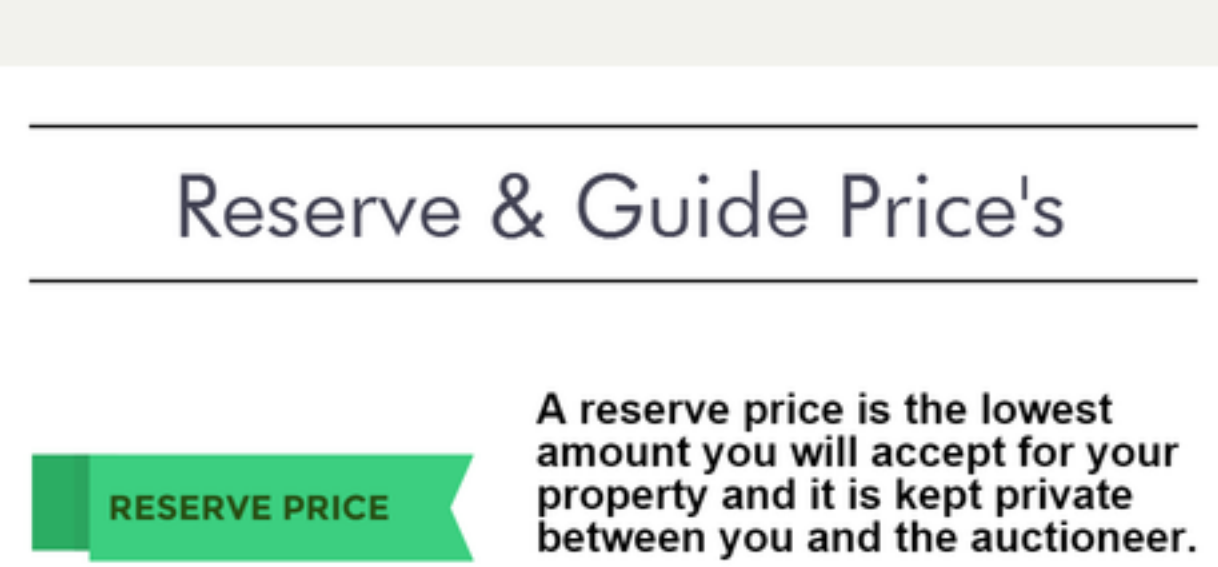 Reserve & Guide Price's
RESERVE PRICE
A reserve price is the lowest
amount you will accept for your
property and it is kept private
between you and the auctioneer.